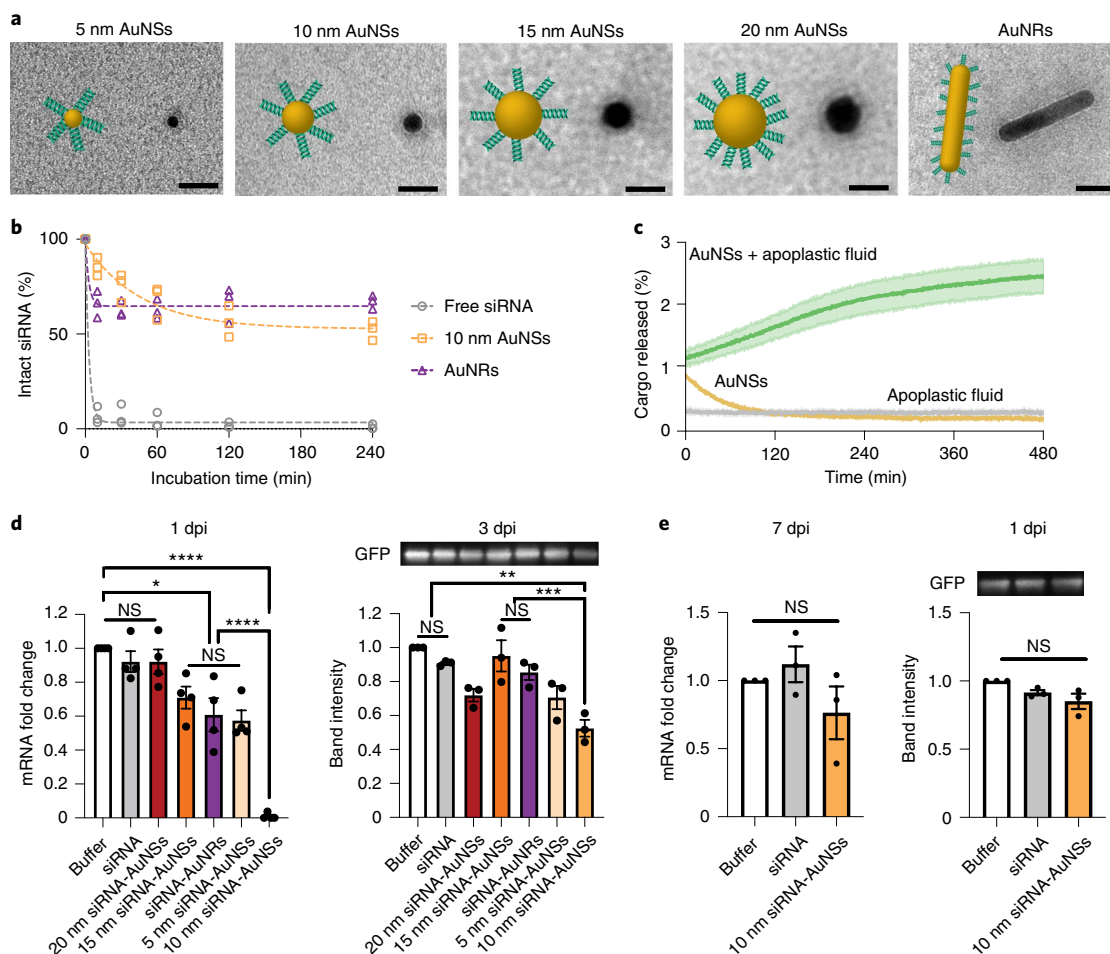 a
5 nm AuNSs
10 nm AuNSs
15 nm AuNSs
20 nm AuNSs
AuNRs
b
100
50
0
Intact siRNA (%)
0
60
120
180
240
Incubation time (min)
Free siRNA
10 nm AuNSs
AuNRs
c
3
2
1
0
Cargo released (%)
AuNSs + apoplastic fluid
AuNSs
Apoplastic fluid
0
120
240
360
480
Time (min)
d
1 dpi
****
*
****
NS
NS
1.2
1.0
0.8
0.6
0.4
0.2
0
mRNA fold change
Buffer
siRNA
20 nm siRNA-AuNSs
15 nm siRNA-AuNSs
siRNA-AuNRs
5 nm siRNA-AuNSs
10 nm siRNA-AuNSs
3 dpi
GFP
**
***
NS
NS
1.2
1.0
0.8
0.6
0.4
0.2
0
Band intensity
Buffer
siRNA
20 nm siRNA-AuNSs
15 nm siRNA-AuNSs
siRNA-AuNRs
5 nm siRNA-AuNSs
10 nm siRNA-AuNSs
e
7 dpi
NS
1.5
1.0
0.5
0
mRNA fold change
Buffer
siRNA
10 nm siRNA-AuNSs
1 dpi
GFP
NS
1.5
1.0
0.5
0
Band intensity
Buffer
siRNA
10 nm siRNA-AuNSs